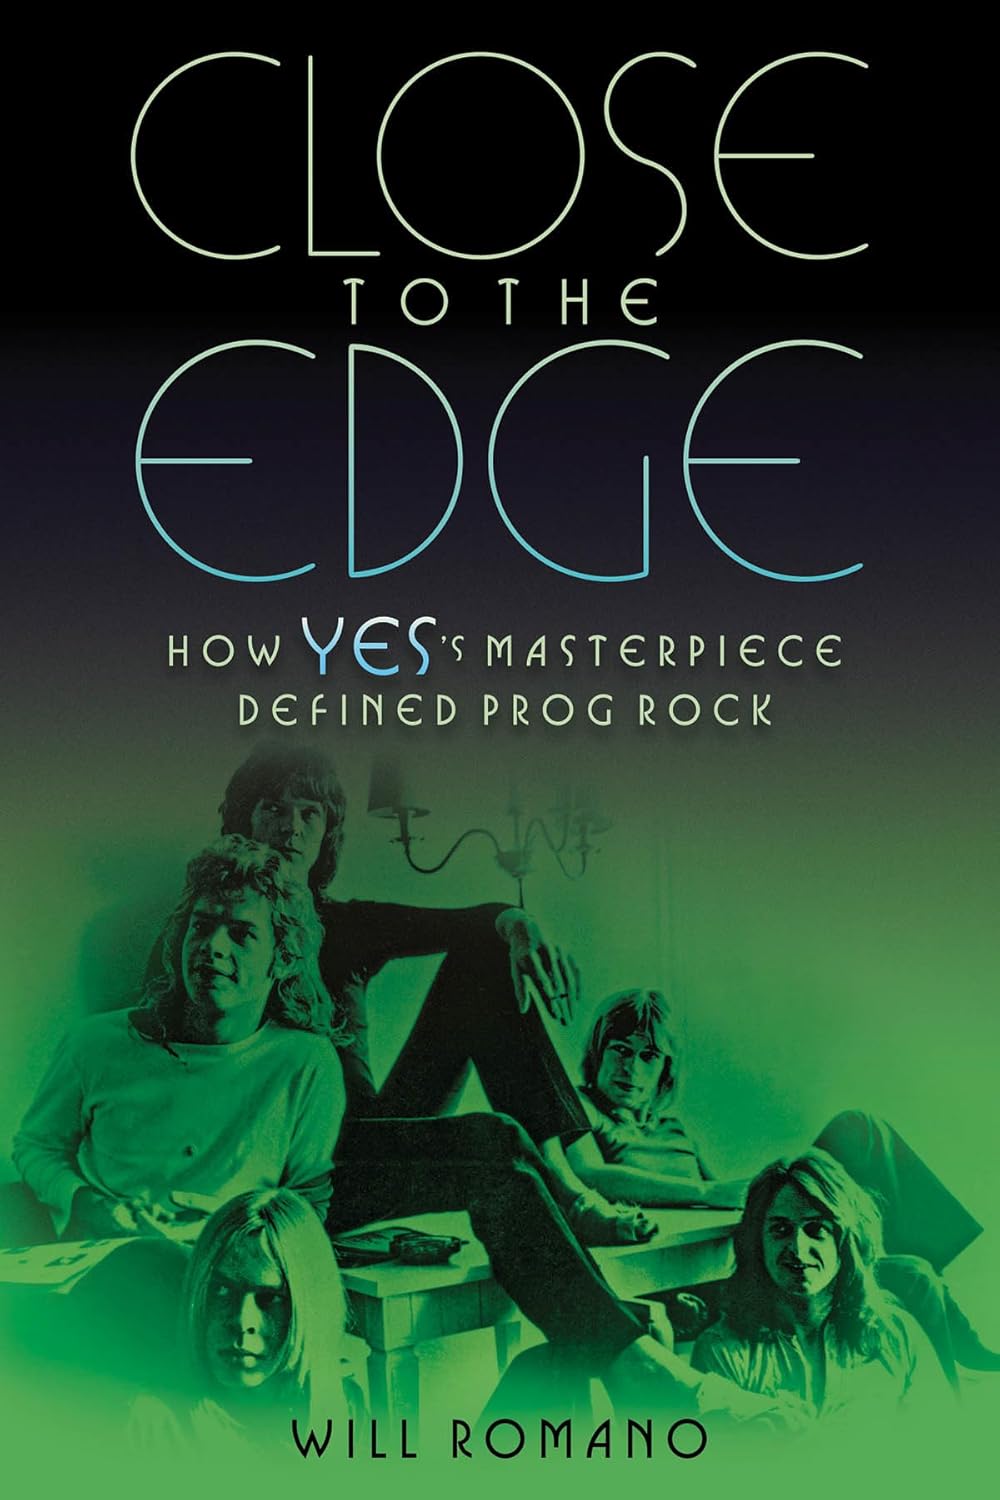 CLOSE
TO THE
EDGE
HOW YES'S MASTERPIECE
DEFINED PROG ROCK
WILL ROMANO